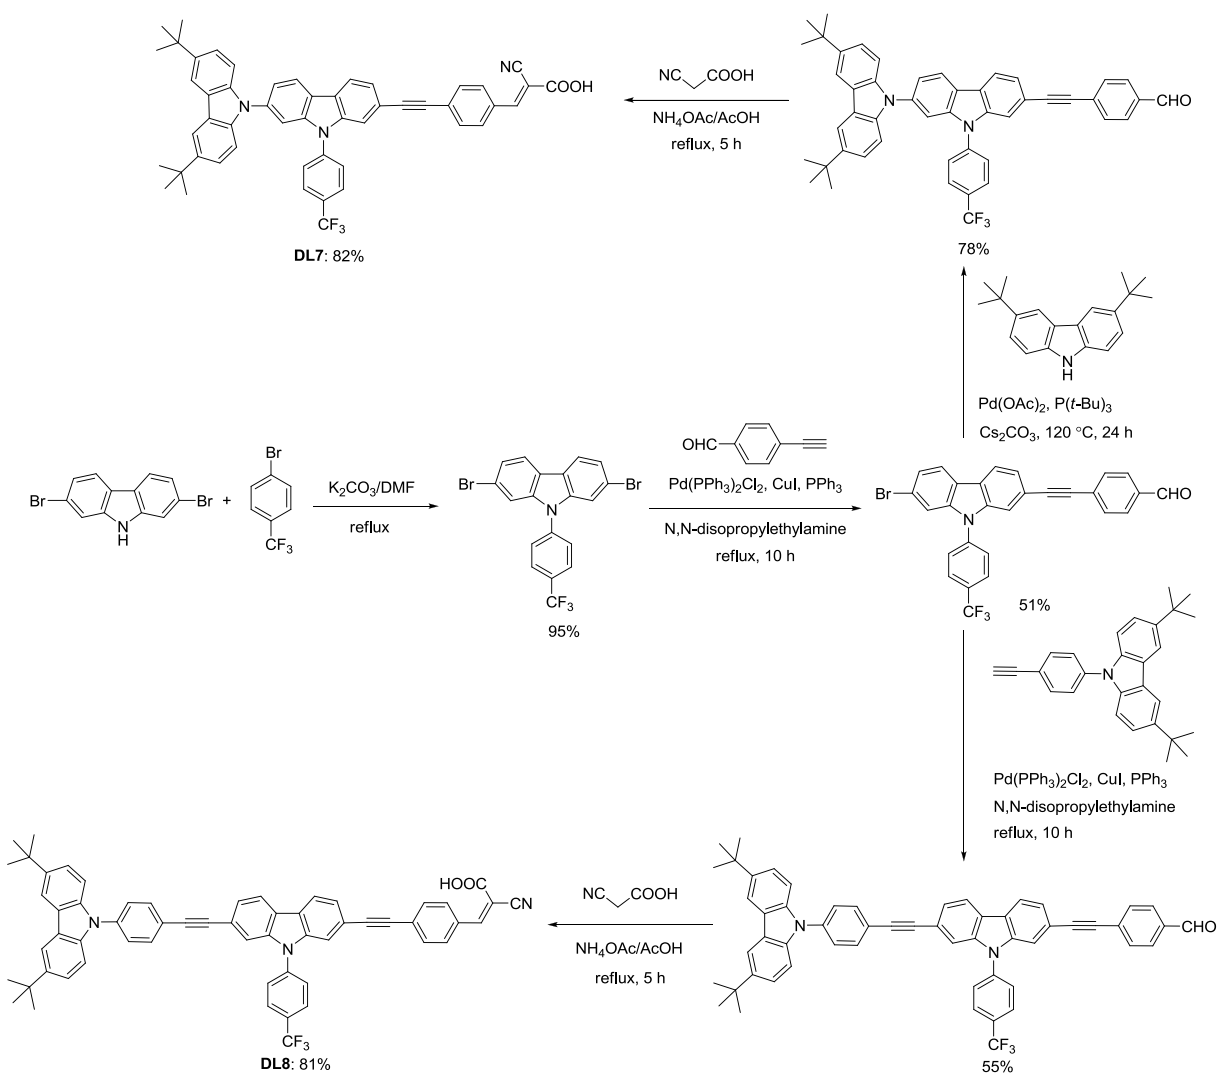 NC
COOH
N
N
CF3
DL7: 82%
NC COOH
NH4OAc/AcOH
reflux, 5 h
N
N
CHO
CF3
78%
N
H
Pd(OAc)2, P(t-Bu)3
Cs2CO3, 120 °C, 24 h
Br Br
N
H
+
Br
CF3
K2CO3/DMF
reflux
Br Br
N
CF3
95%
OHC
Pd(PPh3)2Cl2, CuI, PPh3
N,N-disopropylethylamine
reflux, 10 h
Br
N
CHO
CF3
51%
N
Pd(PPh3)2Cl2, CuI, PPh3
N,N-disopropylethylamine
reflux, 10 h
HOOC
CN
N
N
CF3
DL8: 81%
NC COOH
NH4OAc/AcOH
reflux, 5 h
N
N
CHO
CF3
55%